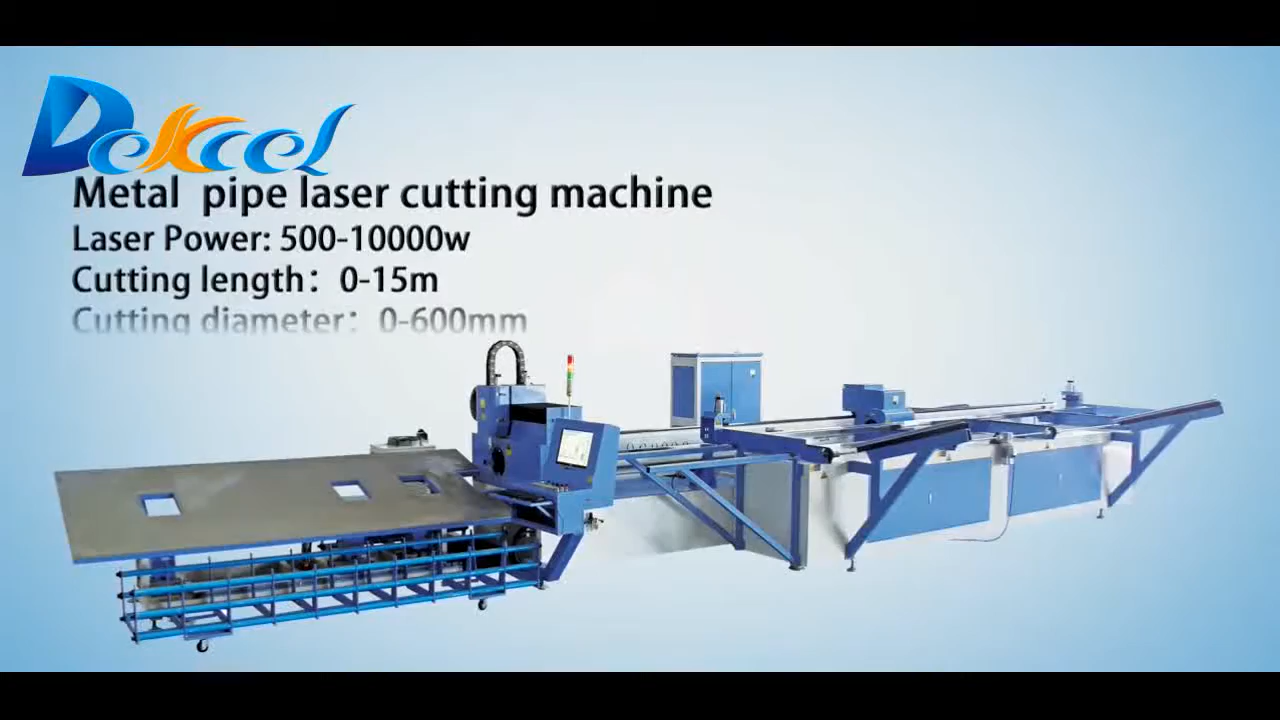 Dekcel
Metal pipe laser cutting machine
Laser Power: 500-10000w
Cutting length：0-15m
Cutting diameter：0-600mm